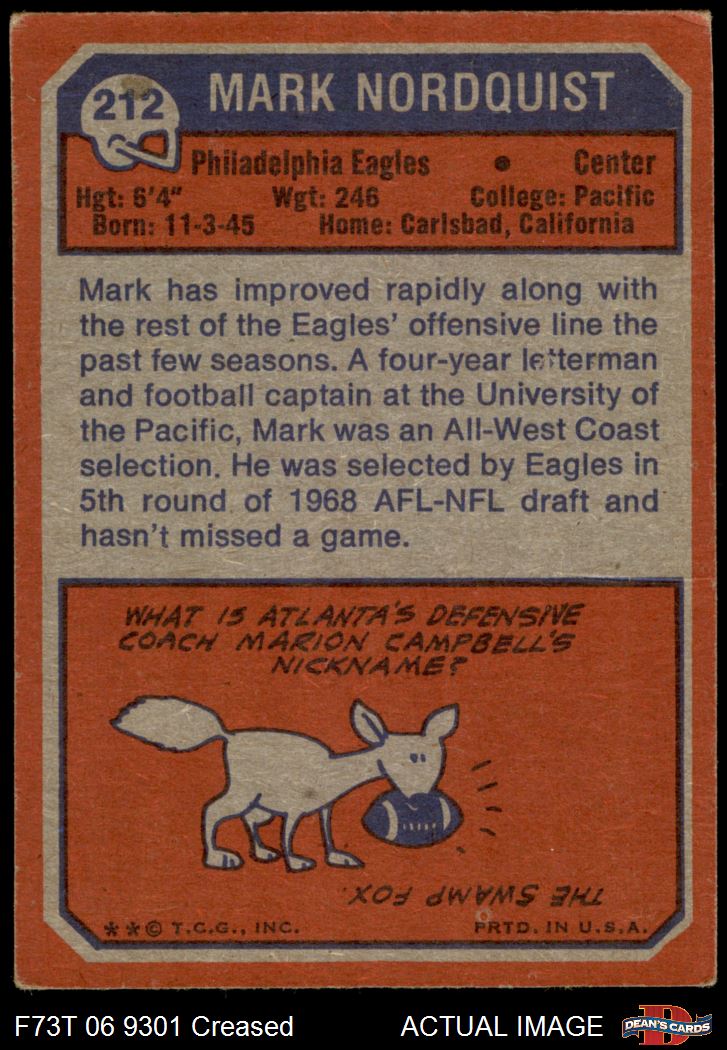 212
MARK NORDQUIST
Philadelphia Eagles • Center
Hgt: 6'4" Wgt: 246 College: Pacific
Born: 11-3-45 Home: Carlsbad, California
Mark has improved rapidly along with
the rest of the Eagles' offensive line the
past few seasons. A four-year letterman
and football captain at the University of
the Pacific, Mark was an All-West Coast
selection. He was selected by Eagles in
5th round of 1968 AFL-NFL draft and
hasn't missed a game.
WHAT IS ATLANTA'S DEFENSIVE
COACH MARION CAMPBELL'S
NICKNAME?
THE SWAMP FOX.
**© T.C.G., INC. PRTD. IN U.S.A.
F73T 06 9301 Creased ACTUAL IMAGE
D
DEAN'S CARDS